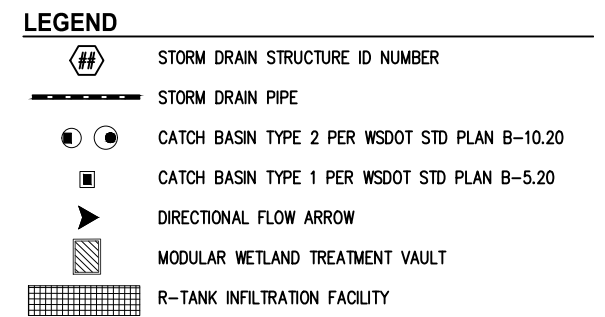 LEGEND
## STORM DRAIN STRUCTURE ID NUMBER
STORM DRAIN PIPE
CATCH BASIN TYPE 2 PER WSDOT STD PLAN B-10.20
CATCH BASIN TYPE 1 PER WSDOT STD PLAN B-5.20
DIRECTIONAL FLOW ARROW
MODULAR WETLAND TREATMENT VAULT
R-TANK INFILTRATION FACILITY